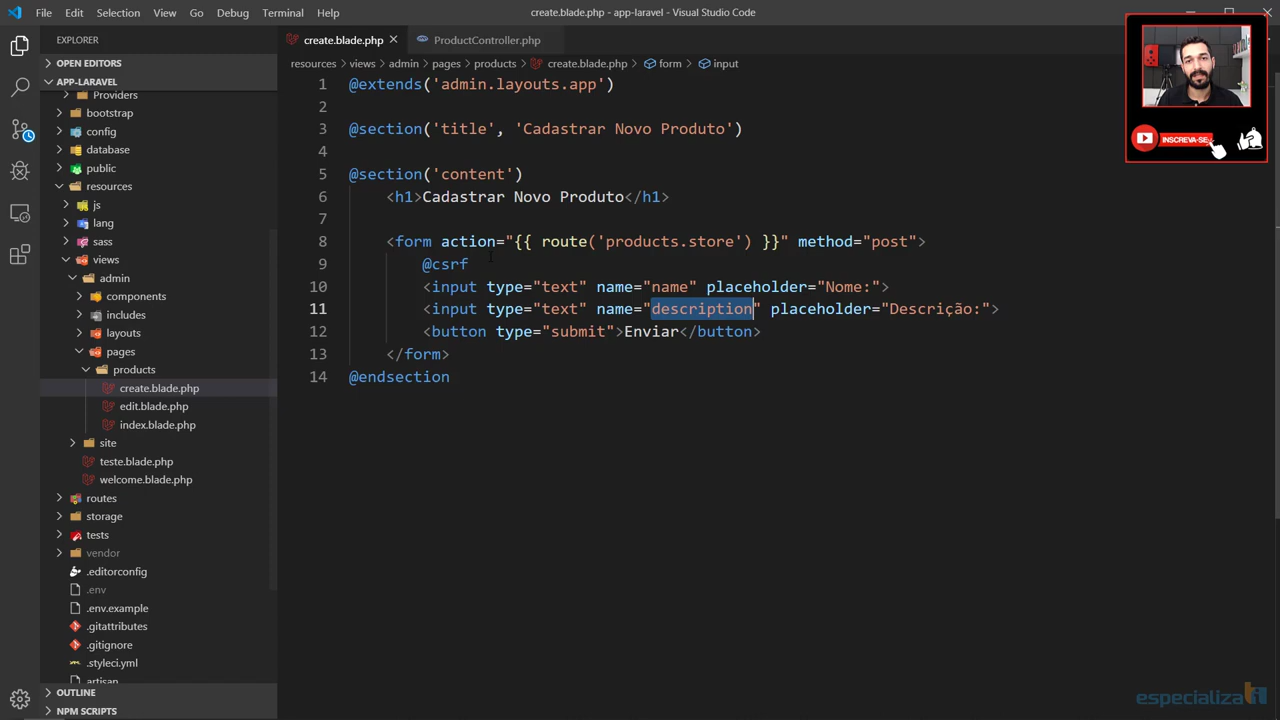 File Edit Selection View Go Debug Terminal Help
create.blade.php - app-laravel - Visual Studio Code
EXPLORER
OPEN EDITORS
APP-LARAVEL
Providers
bootstrap
config
database
public
resources
js
lang
sass
views
admin
components
includes
layouts
pages
products
create.blade.php
edit.blade.php
index.blade.php
site
teste.blade.php
welcome.blade.php
routes
storage
tests
vendor
.editorconfig
.env
.env.example
.gitattributes
.gitignore
.styleci.yml
artisan
OUTLINE
NPM SCRIPTS
create.blade.php ProductController.php
resources > views > admin > pages > products > create.blade.php > form > input
1 @extends('admin.layouts.app')
2
3 @section('title', 'Cadastrar Novo Produto')
4
5 @section('content')
6 <h1>Cadastrar Novo Produto</h1>
7
8 <form action="{{ route('products.store') }}" method="post">
9 @csrf
10 <input type="text" name="name" placeholder="Nome:">
11 <input type="text" name="description" placeholder="Descrição:">
12 <button type="submit">Enviar</button>
13 </form>
14 @endsection
INSCREVA-SE
especializati